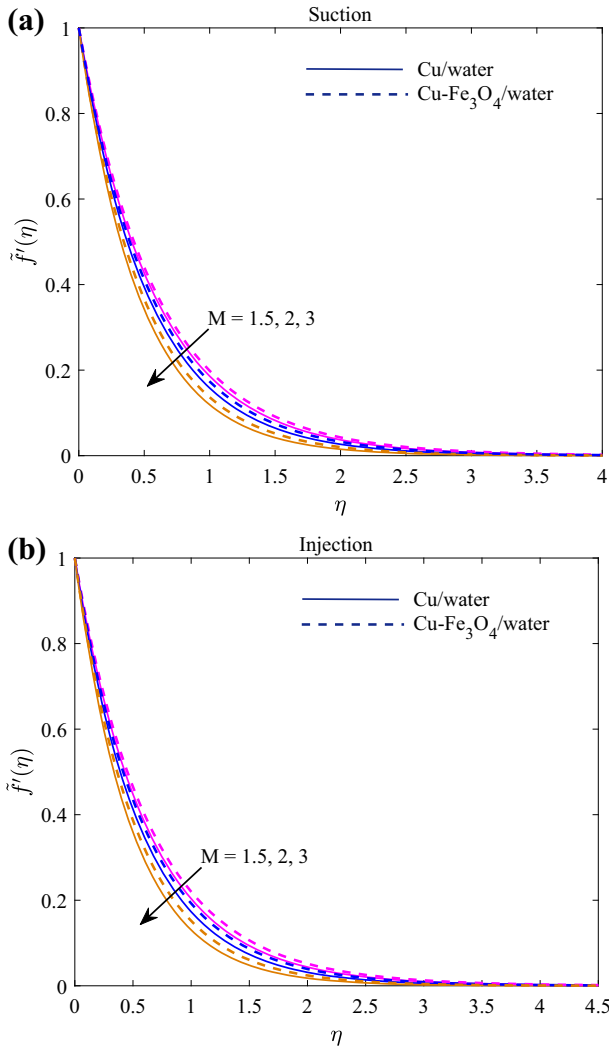 (a)
Suction
1
0.8
0.6
0.4
0.2
0
f̃′(η)
Cu/water
Cu-Fe₃O₄/water
M = 1.5, 2, 3
0 0.5 1 1.5 2 2.5 3 3.5 4
η
(b)
Injection
1
0.8
0.6
0.4
0.2
0
f̃′(η)
Cu/water
Cu-Fe₃O₄/water
M = 1.5, 2, 3
0 0.5 1 1.5 2 2.5 3 3.5 4 4.5
η